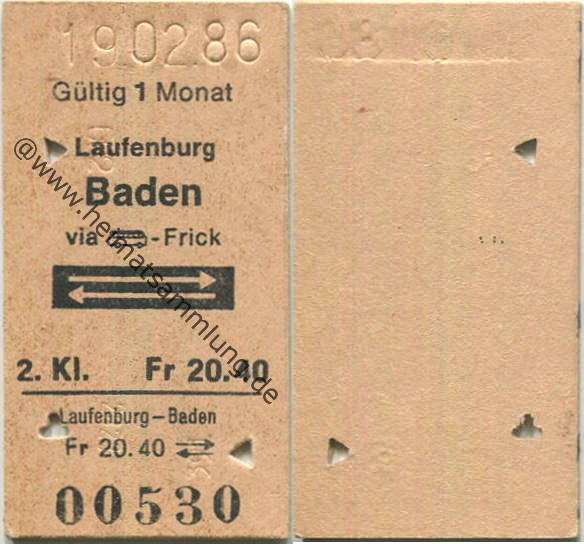 19.02.86
Gültig 1 Monat
Laufenburg
Baden
via -Frick
2. Kl. Fr 20.40
Laufenburg-Baden
Fr 20.40
00530
@www.heimatsammlung.de